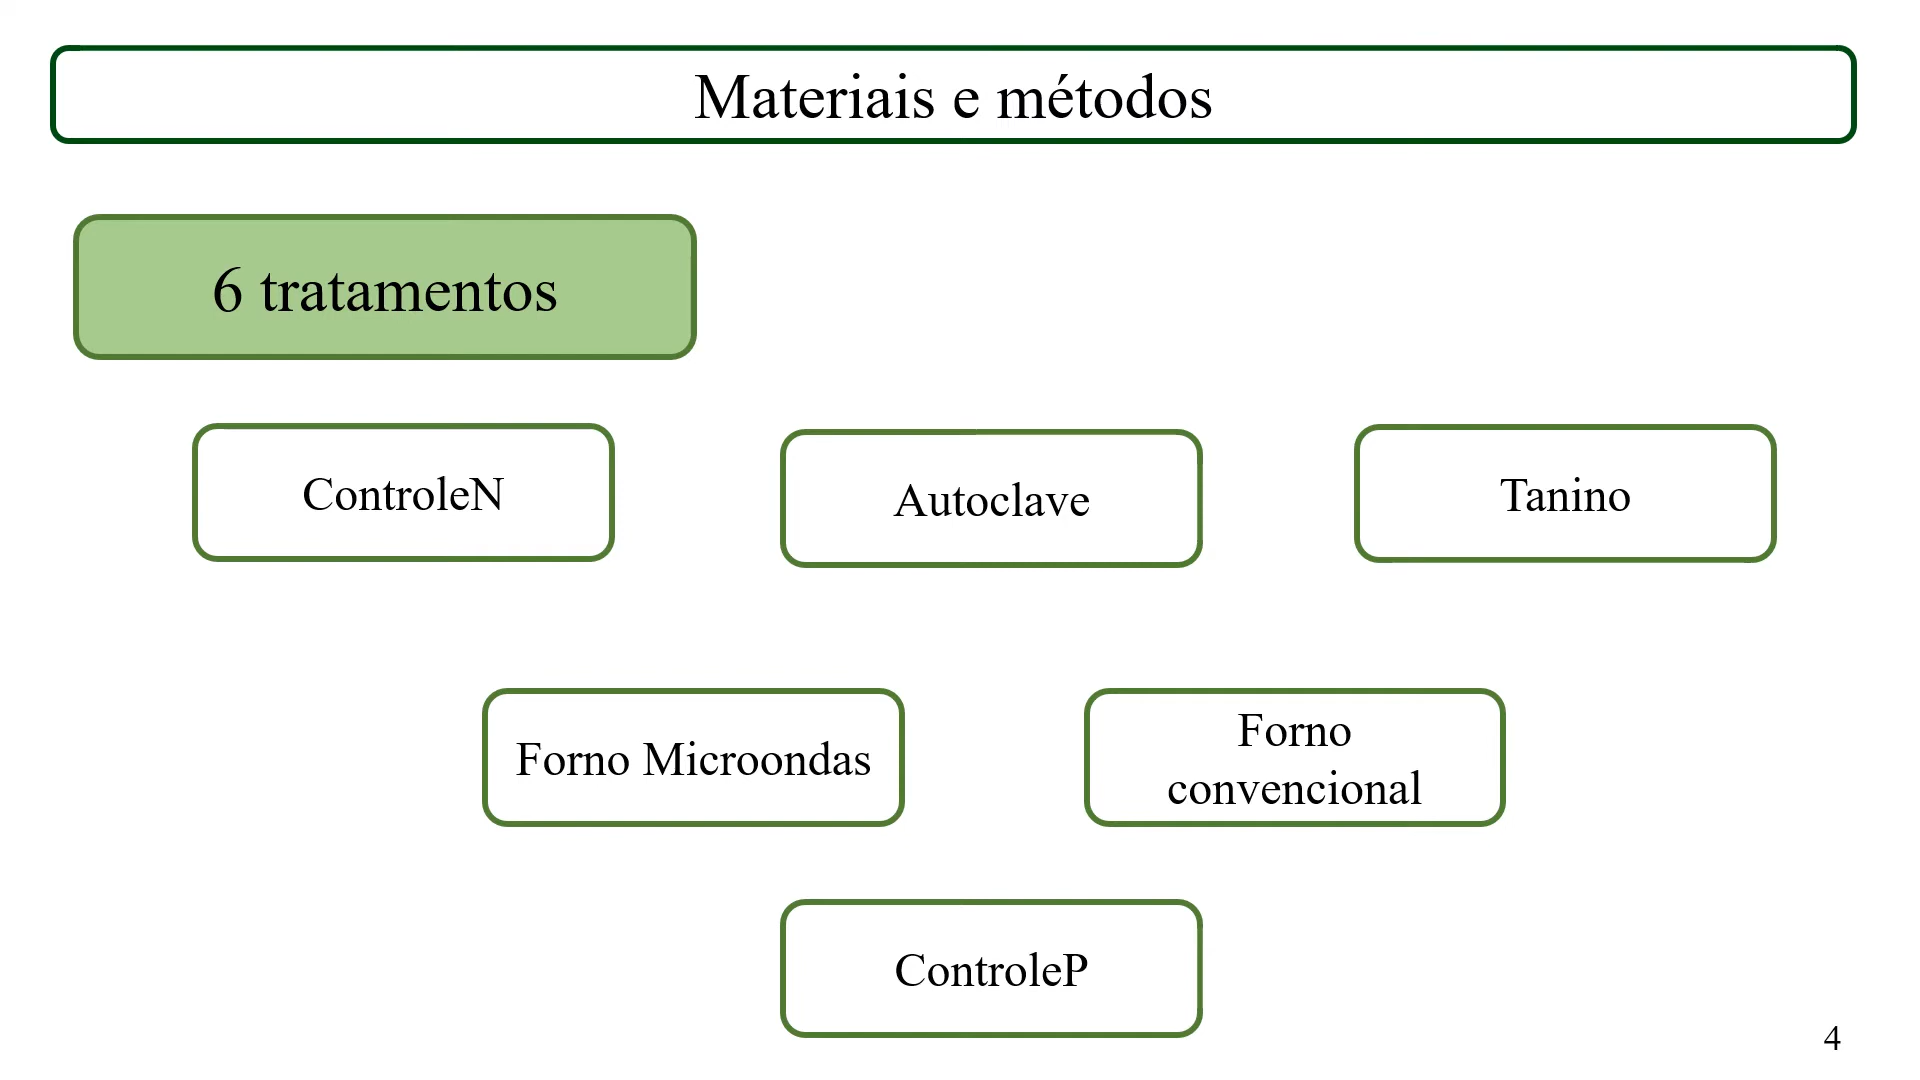 Materiais e métodos
6 tratamentos
ControleN
Autoclave
Tanino
Forno Microondas
Forno
convencional
ControleP
4